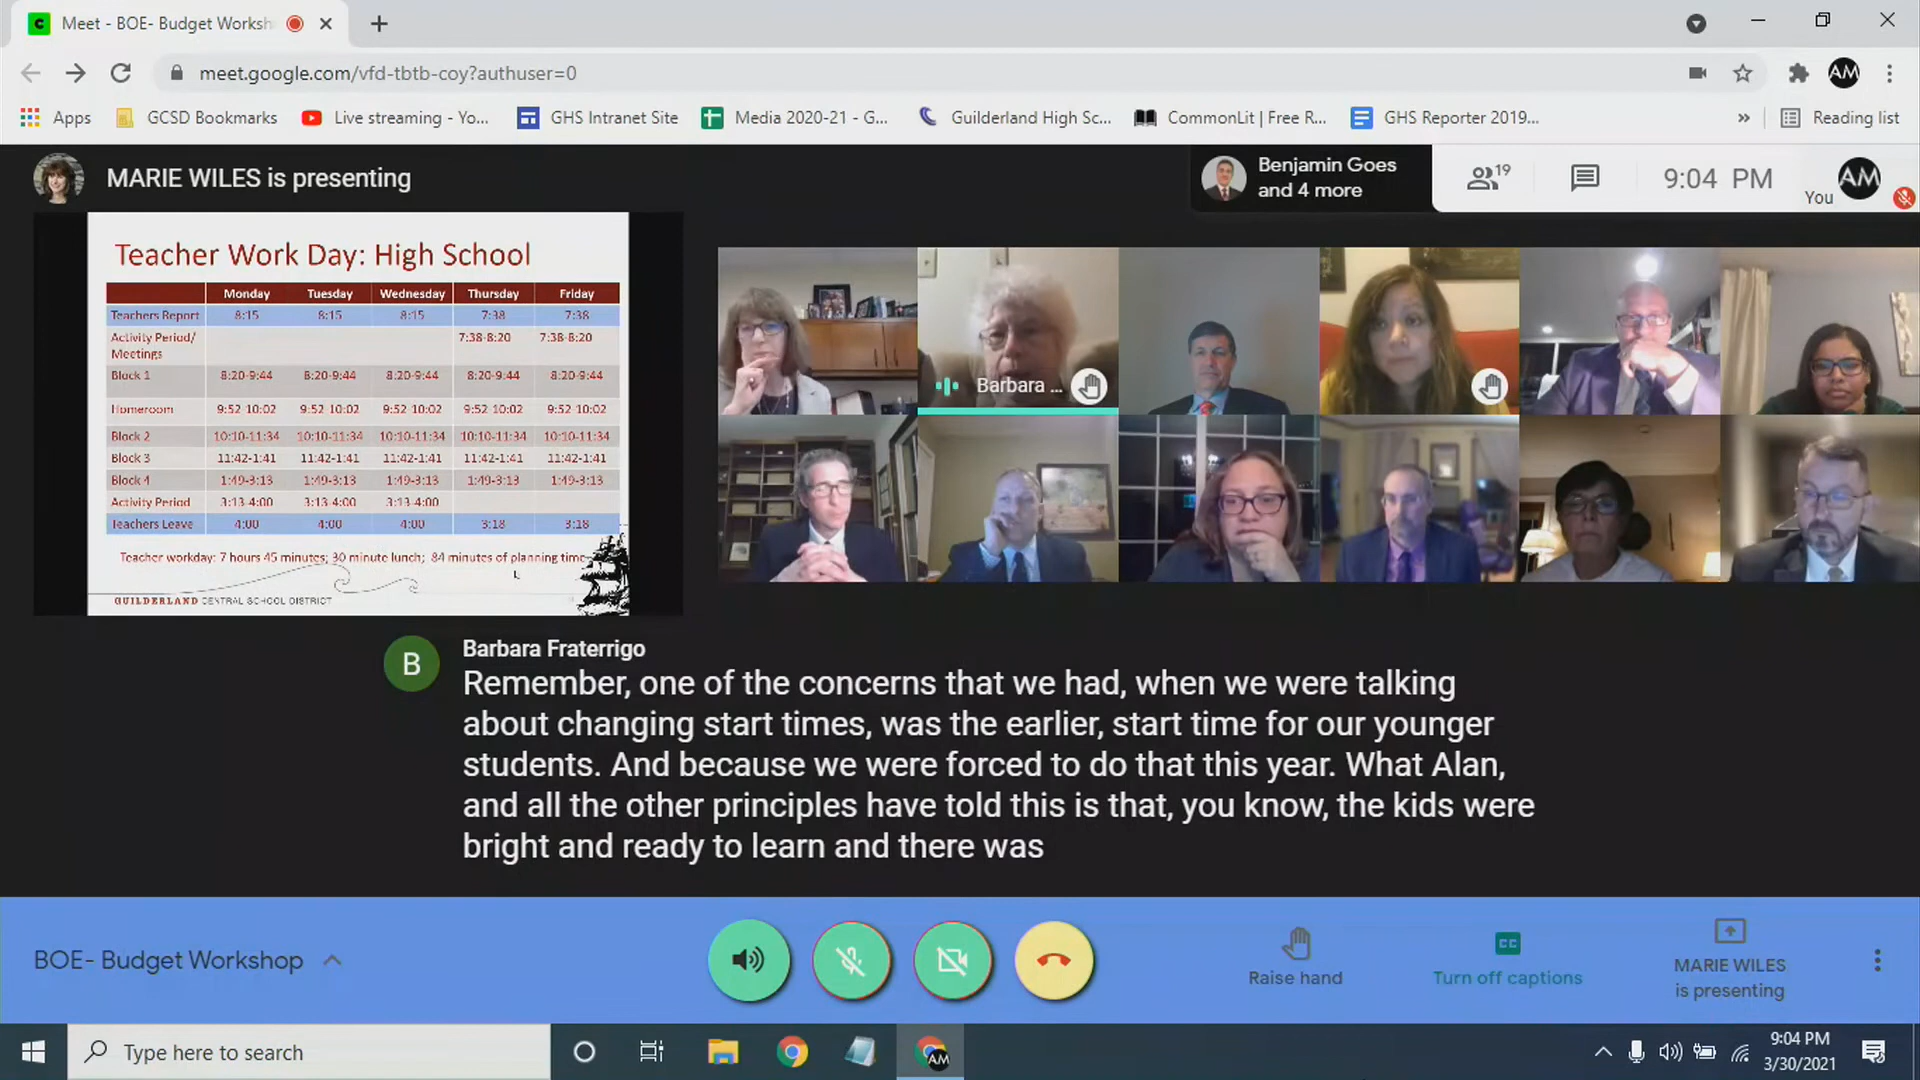 Meet - BOE- Budget Worksh
meet.google.com/vfd-tbtb-coy?authuser=0
AM
Apps
GCSD Bookmarks
Live streaming - Yo...
GHS Intranet Site
Media 2020-21 - G...
Guilderland High Sc...
CommonLit | Free R...
GHS Reporter 2019...
»
Reading list
MARIE WILES is presenting
Benjamin Goes
and 4 more
19
9:04 PM
You
AM
Teacher Work Day: High School
Monday Tuesday Wednesday Thursday Friday
Teachers Report 8:15 8:15 8:15 7:38 7:38
Activity Period/
Meetings 7:38-8:20 7:38-8:20
Block 1 8:20-9:44 8:20-9:44 8:20-9:44 8:20-9:44 8:20-9:44
Homeroom 9:52-10:02 9:52-10:02 9:52-10:02 9:52-10:02 9:52-10:02
Block 2 10:10-11:34 10:10-11:34 10:10-11:34 10:10-11:34 10:10-11:34
Block 3 11:42-1:41 11:42-1:41 11:42-1:41 11:42-1:41 11:42-1:41
Block 4 1:49-3:13 1:49-3:13 1:49-3:13 1:49-3:13 1:49-3:13
Activity Period 3:13-4:00 3:13-4:00 3:13-4:00
Teachers Leave 4:00 4:00 4:00 3:18 3:18
Teacher workday: 7 hours 45 minutes; 30 minute lunch; 84 minutes of planning time
GUILDERLAND CENTRAL SCHOOL DISTRICT
Barbara ...
B
Barbara Fraterrigo
Remember, one of the concerns that we had, when we were talking
about changing start times, was the earlier, start time for our younger
students. And because we were forced to do that this year. What Alan,
and all the other principles have told this is that, you know, the kids were
bright and ready to learn and there was
BOE- Budget Workshop
Raise hand
CC
Turn off captions
MARIE WILES
is presenting
Type here to search
AM
9:04 PM
3/30/2021